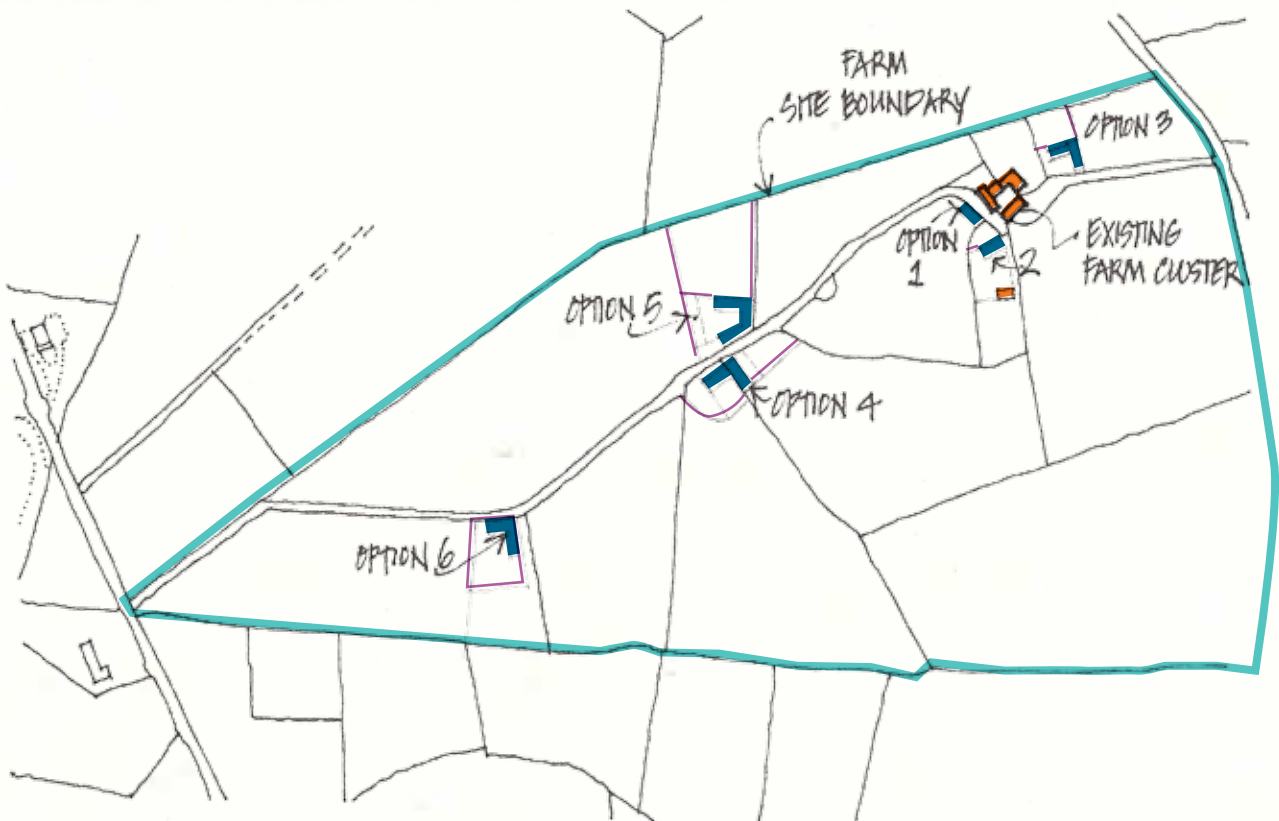 FARM
SITE BOUNDARY
OPTION 3
OPTION
1
2
EXISTING
FARM CLUSTER
OPTION 5
OPTION 4
OPTION 6